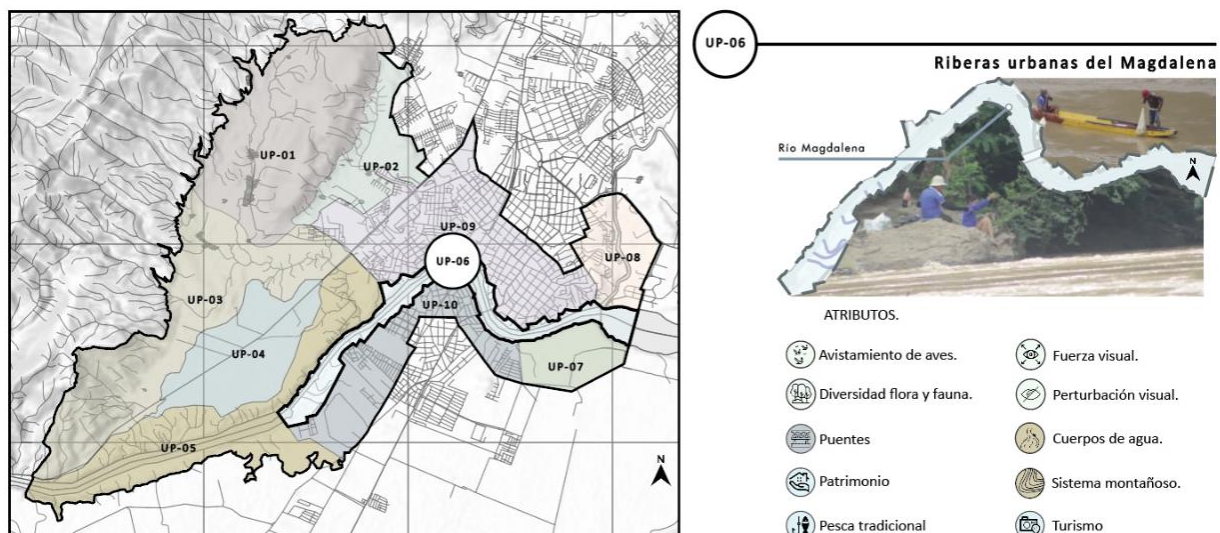 UP-01
UP-02
UP-09
UP-08
UP-06
UP-03
UP-10
UP-04
UP-07
UP-05
N
UP-06
Riberas urbanas del Magdalena
Río Magdalena
N
ATRIBUTOS.
Avistamiento de aves.
Fuerza visual.
Diversidad flora y fauna.
Perturbación visual.
Puentes
Cuerpos de agua.
Patrimonio
Sistema montañoso.
Pesca tradicional
Turismo